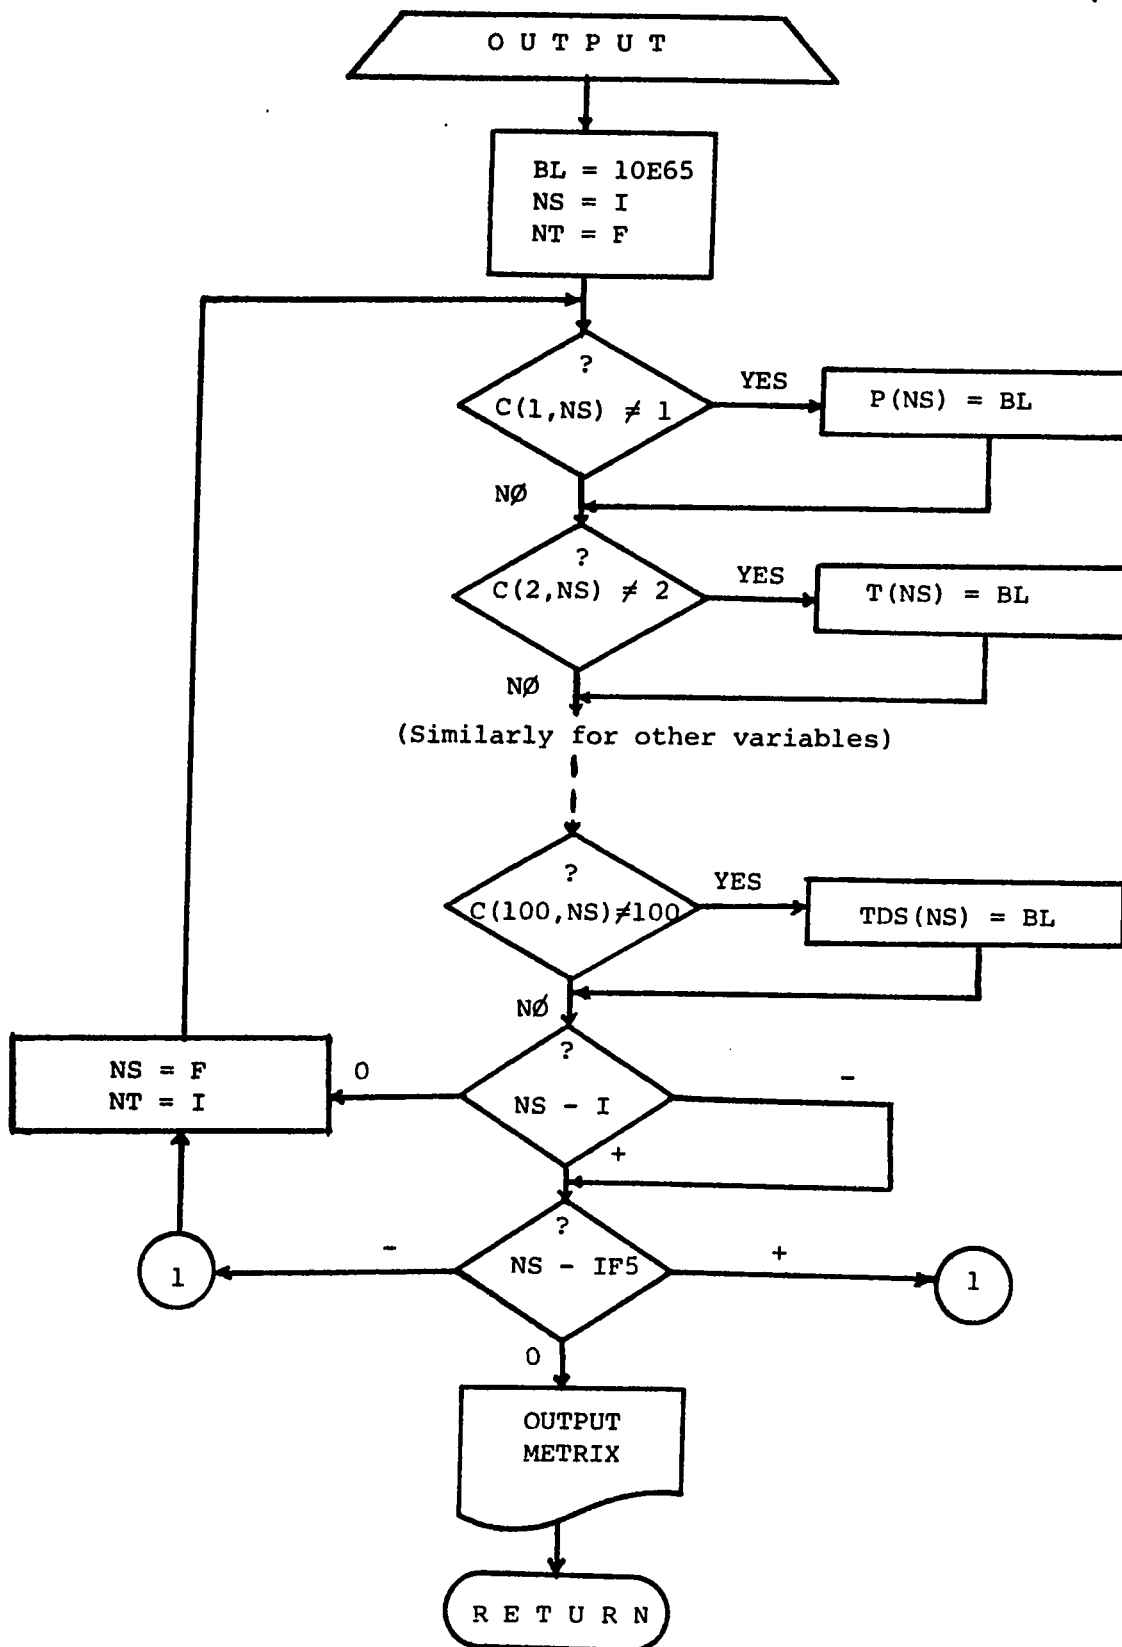 O U T P U T
BL = 10E65
NS = I
NT = F
?
C(1,NS) ≠ 1
YES
P(NS) = BL
NØ
?
C(2,NS) ≠ 2
YES
T(NS) = BL
NØ
(Similarly for other variables)
?
C(100,NS)≠100
YES
TDS(NS) = BL
NØ
NS = F
NT = I
0
?
NS - I
-
+
?
NS - IF5
-
+
1
1
0
OUTPUT
METRIX
R E T U R N